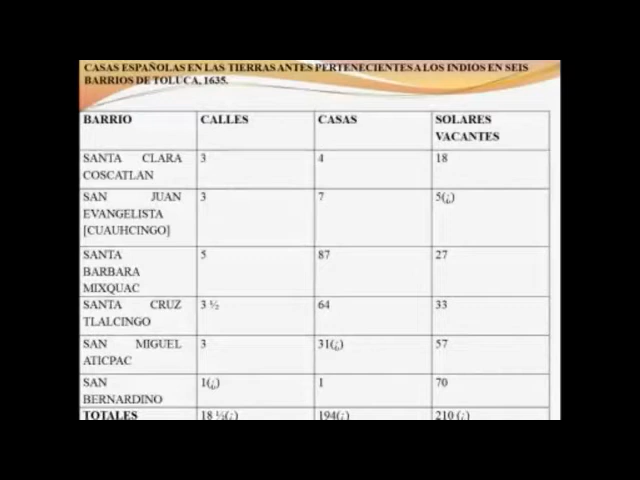 CASAS ESPAÑOLAS EN LAS TIERRAS ANTES PERTENECIENTES A LOS INDIOS EN SEIS
BARRIOS DE TOLUCA, 1635.
BARRIO CALLES CASAS SOLARES
VACANTES
SANTA CLARA 3 4 18
COSCATLAN
SAN JUAN 3 7 5(¿)
EVANGELISTA
[CUAUHCINGO]
SANTA 5 87 27
BARBARA
MIXQUAC
SANTA CRUZ 3 ½ 64 33
TLALCINGO
SAN MIGUEL 3 31(¿) 57
ATICPAC
SAN 1(¿) 1 70
BERNARDINO
TOTALES 18 ½(¿) 194(¿) 210 (¿)